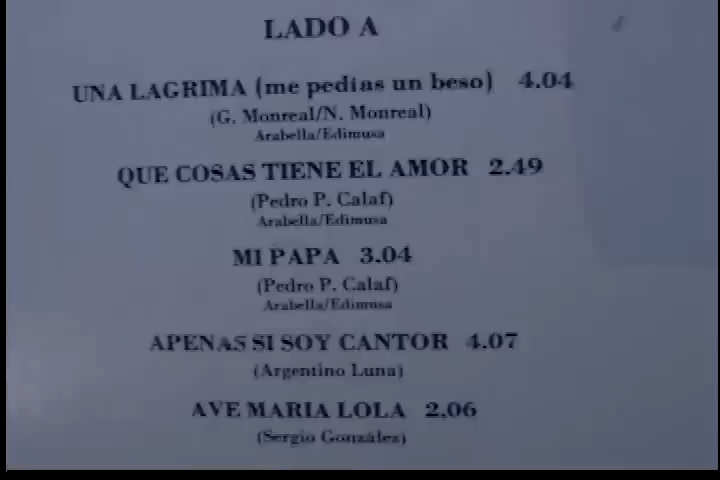 LADO A
UNA LAGRIMA (me pedias un beso) 4.04
(G. Monreal/N. Monreal)
Arabella/Edimusa
QUE COSAS TIENE EL AMOR 2.49
(Pedro P. Calaf)
Arabella/Edimusa
MI PAPA 3.04
(Pedro P. Calaf)
Arabella/Edimusa
APENAS SI SOY CANTOR 4.07
(Argentino Luna)
AVE MARIA LOLA 2.06
(Sergio González)